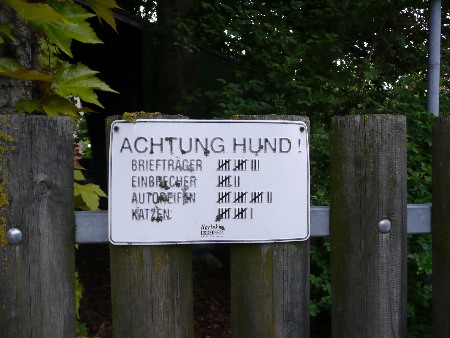 ACHTUNG HUND!
BRIEFTRÄGER
EINBRECHER
AUTOREIFEN
KATZEN